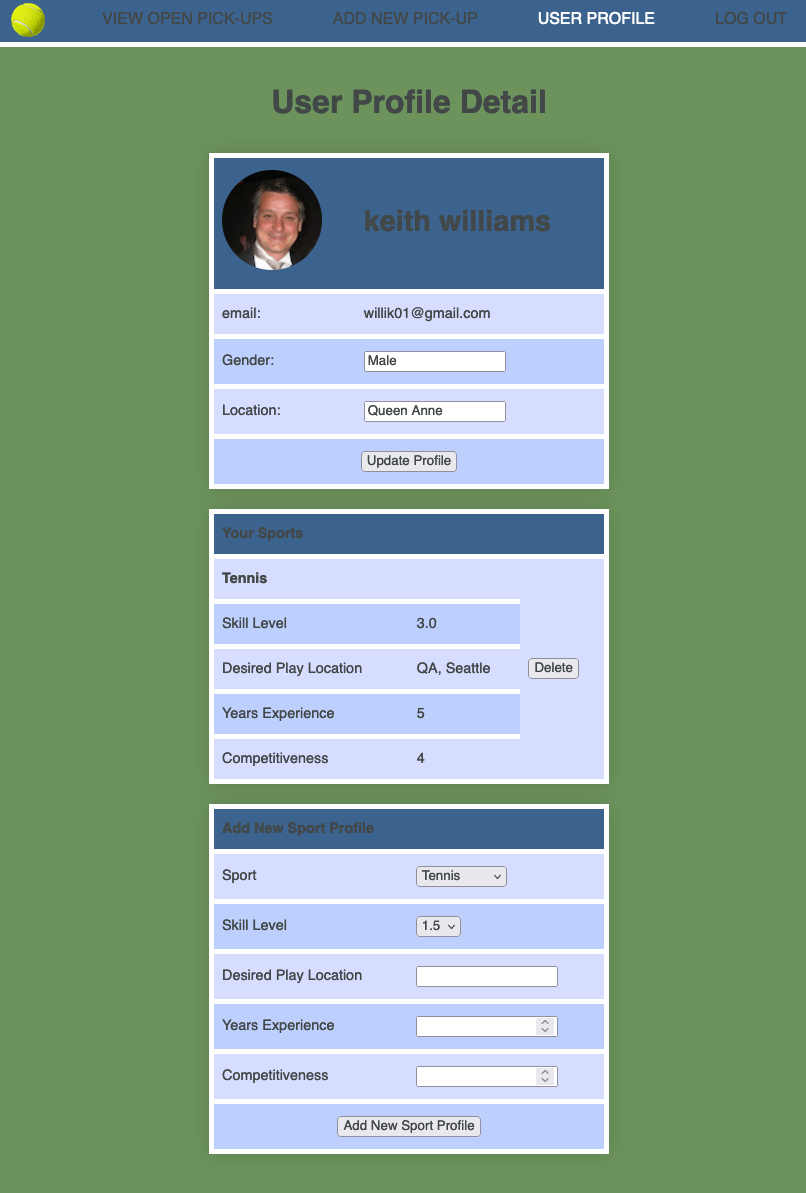 VIEW OPEN PICK-UPS ADD NEW PICK-UP USER PROFILE LOG OUT
User Profile Detail
keith williams
email: willik01@gmail.com
Gender: Male
Location: Queen Anne
Update Profile
Your Sports
Tennis
Skill Level 3.0
Desired Play Location QA, Seattle
Delete
Years Experience 5
Competitiveness 4
Add New Sport Profile
Sport Tennis
Skill Level 1.5
Desired Play Location
Years Experience
Competitiveness
Add New Sport Profile